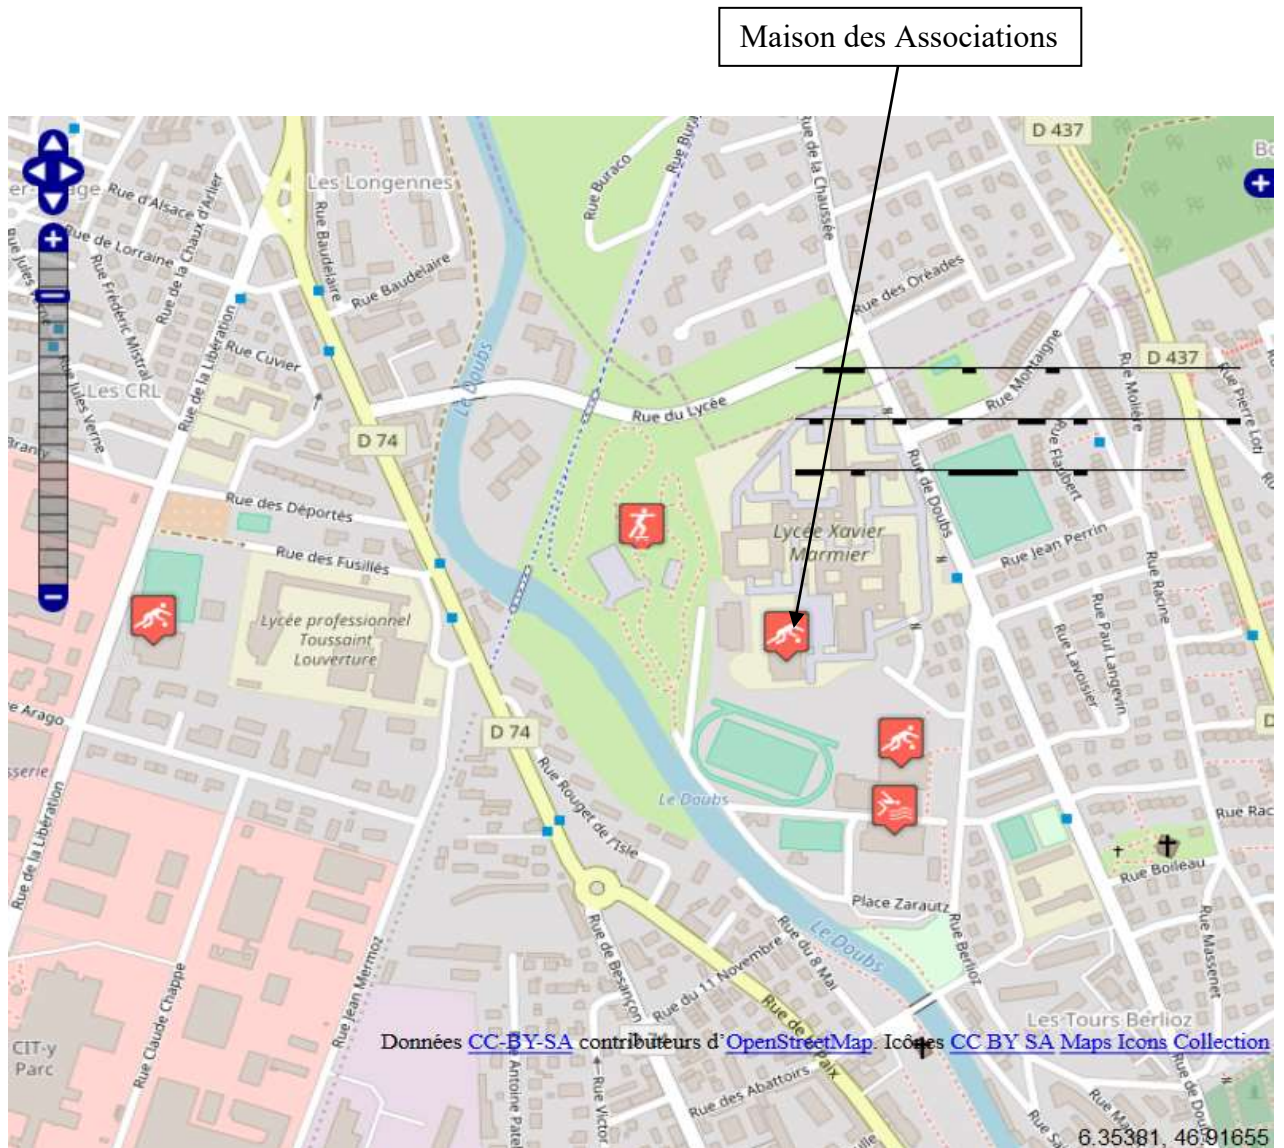 Maison des Associations
D 437
Rue de la Chaussée
Rue Buraco
Les Longennes
Rue d'Alsace
Rue de la Chaux d'Arlier
Rue de Lorraine
Rue Baudelaire
Rue Baudelaire
Rue Frédéric Mistral
Rue des Oréades
Rue Cuvier
Rue de la Libération
Le Doubs
Rue Montaigne
D 437
Rue Molière
Rue Pierre Loti
Les CRL
Rue Jules Verne
Rue du Lycée
D 74
Rue Flaubert
Rue de Doubs
Rue des Déportés
Lycée Xavier
Marmier
Rue Jean Perrin
Rue des Fusillés
Rue Racine
Lycée professionnel
Toussaint
Louverture
Rue Paul Langevin
Rue Lavoisier
Arago
D 74
Rue Rouget de l'Isle
Le Doubs
Rue de la Libération
Rue Boileau
Place Zarautz
Rue Berlioz
Le Doubs
Rue Massenet
Rue du 8 Mai
Rue du 11 Novembre
Rue de Besançon
Rue Jean Mermoz
Rue Claude Chappe
Rue de la Paix
Les Tours Berlioz
Données CC-BY-SA contributeurs d'OpenStreetMap. Icônes CC BY SA Maps Icons Collection
CIT-y
Parc
Rue des Abattoirs
Rue Victor
6.35381, 46.91655